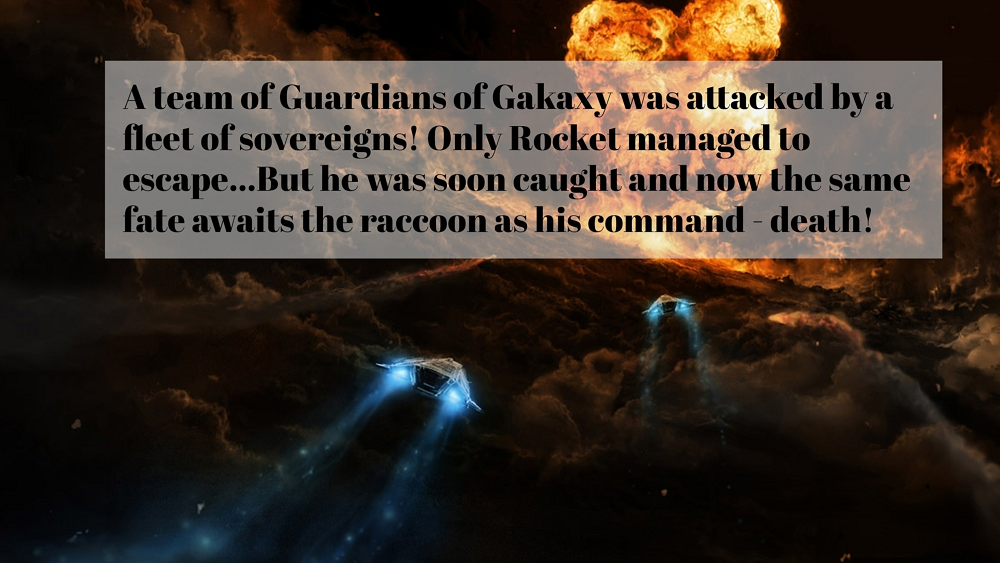 A team of Guardians of Gakaxy was attacked by a
fleet of sovereigns! Only Rocket managed to
escape...But he was soon caught and now the same
fate awaits the raccoon as his command - death!